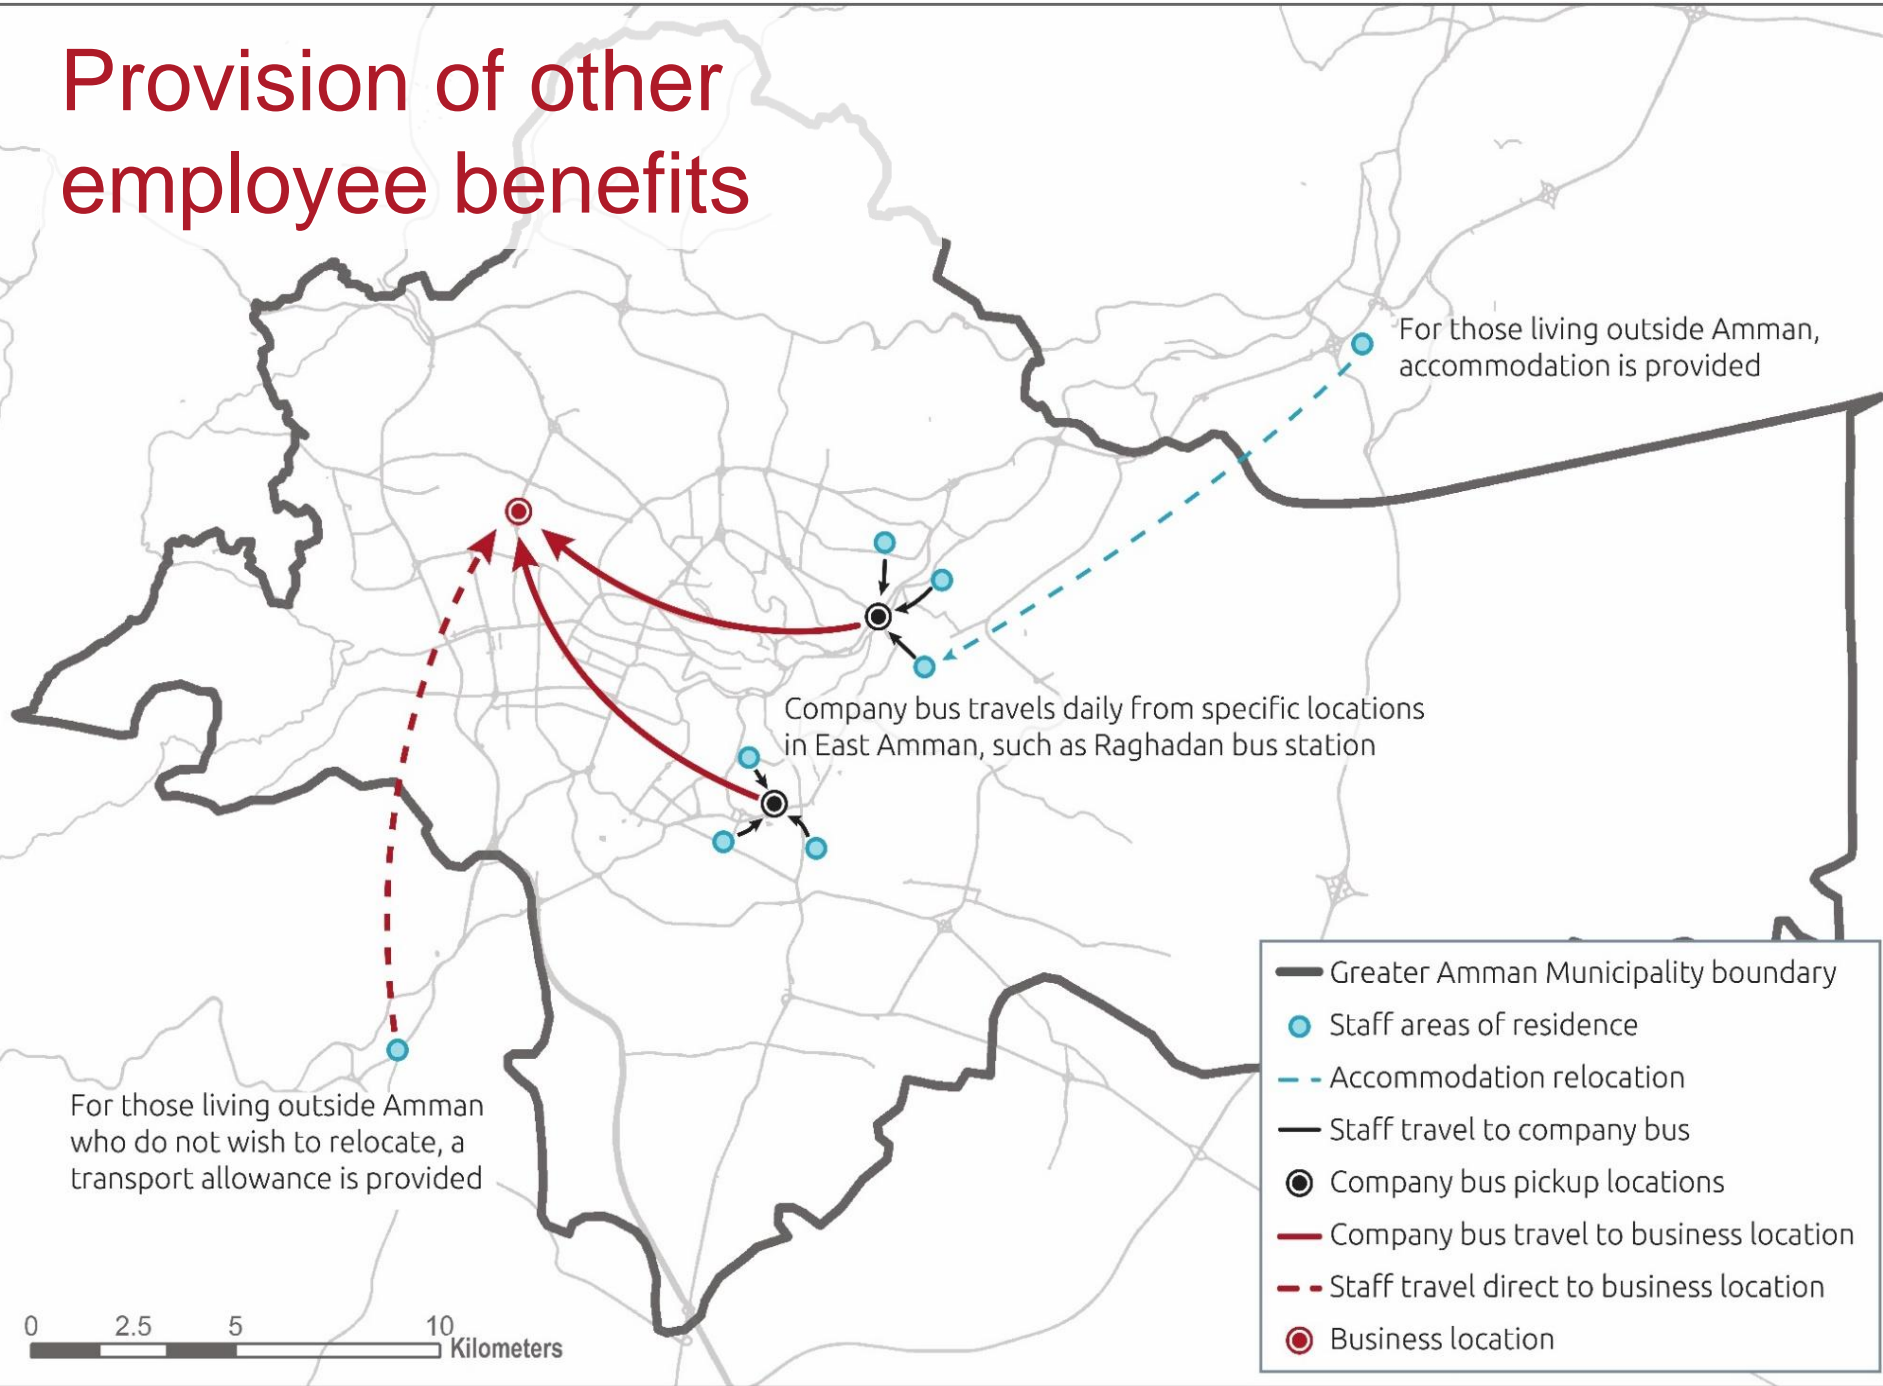 Provision of other
employee benefits
For those living outside Amman,
accommodation is provided
Company bus travels daily from specific locations
in East Amman, such as Raghadan bus station
For those living outside Amman
who do not wish to relocate, a
transport allowance is provided
Greater Amman Municipality boundary
Staff areas of residence
Accommodation relocation
Staff travel to company bus
Company bus pickup locations
Company bus travel to business location
Staff travel direct to business location
Business location
0 2.5 5 10
Kilometers